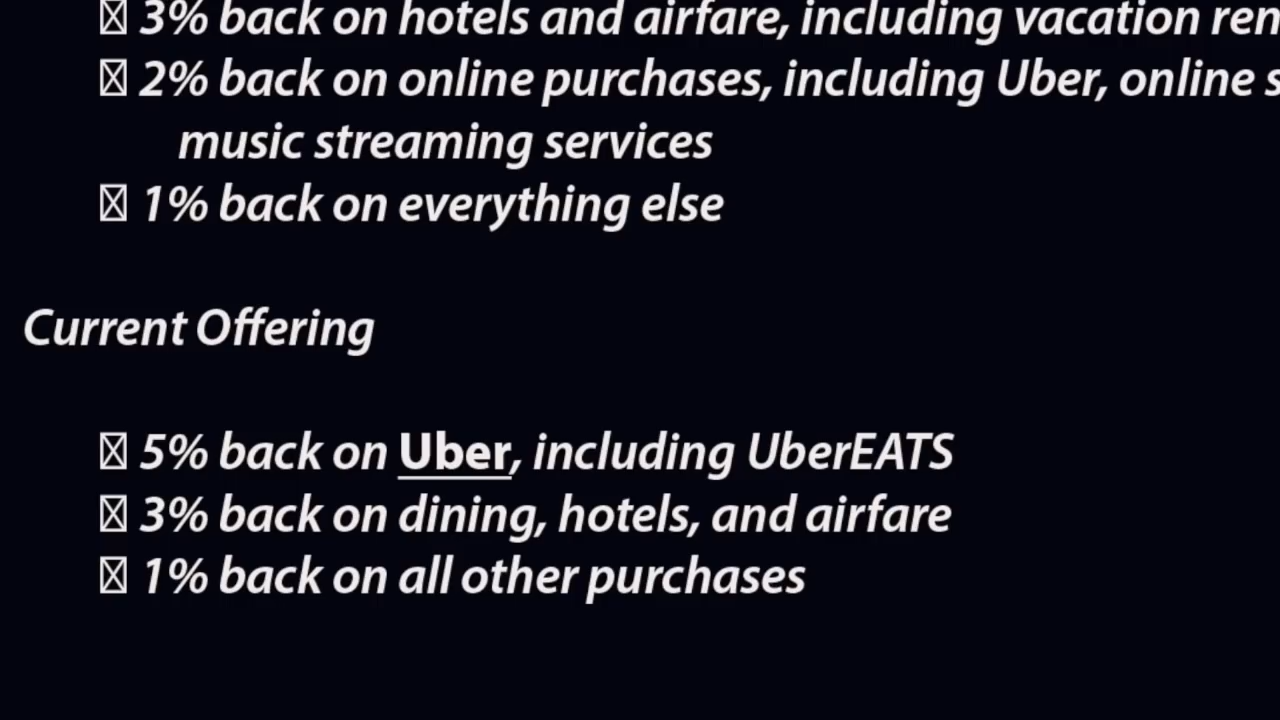 3% back on hotels and airfare, including vacation
2% back on online purchases, including Uber, online
music streaming services
1% back on everything else
Current Offering
5% back on Uber, including UberEATS
3% back on dining, hotels, and airfare
1% back on all other purchases